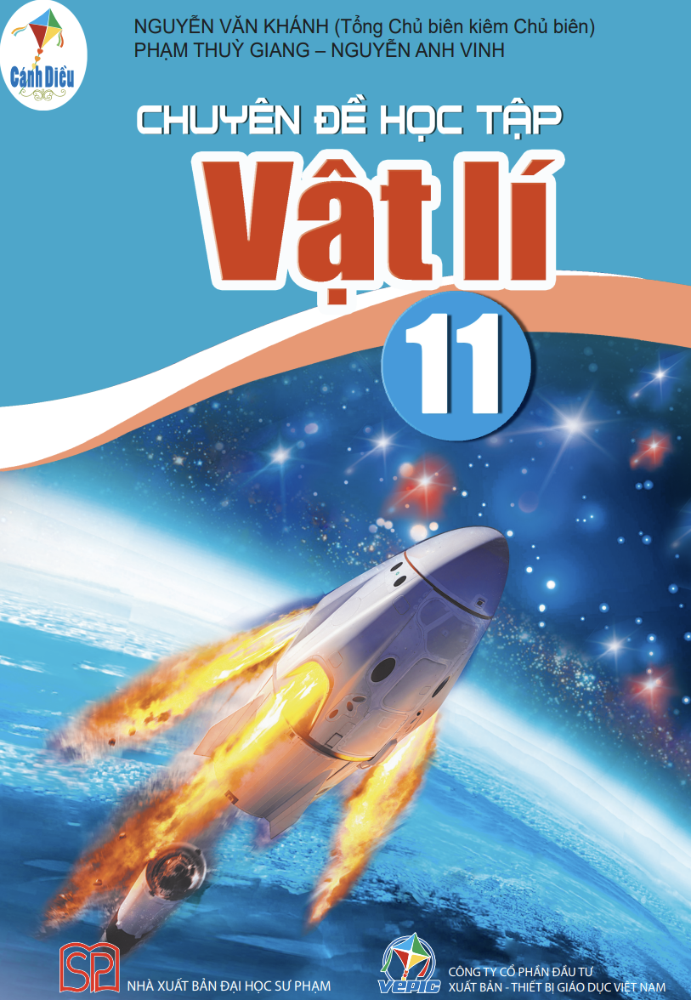 NGUYỄN VĂN KHÁNH (Tổng Chủ biên kiêm Chủ biên)
PHẠM THUỲ GIANG – NGUYỄN ANH VINH
Cánh Diều
CHUYÊN ĐỀ HỌC TẬP
Vật lí
11
SP
NHÀ XUẤT BẢN ĐẠI HỌC SƯ PHẠM
VEPIC
CÔNG TY CỔ PHẦN ĐẦU TƯ
XUẤT BẢN - THIẾT BỊ GIÁO DỤC VIỆT NAM